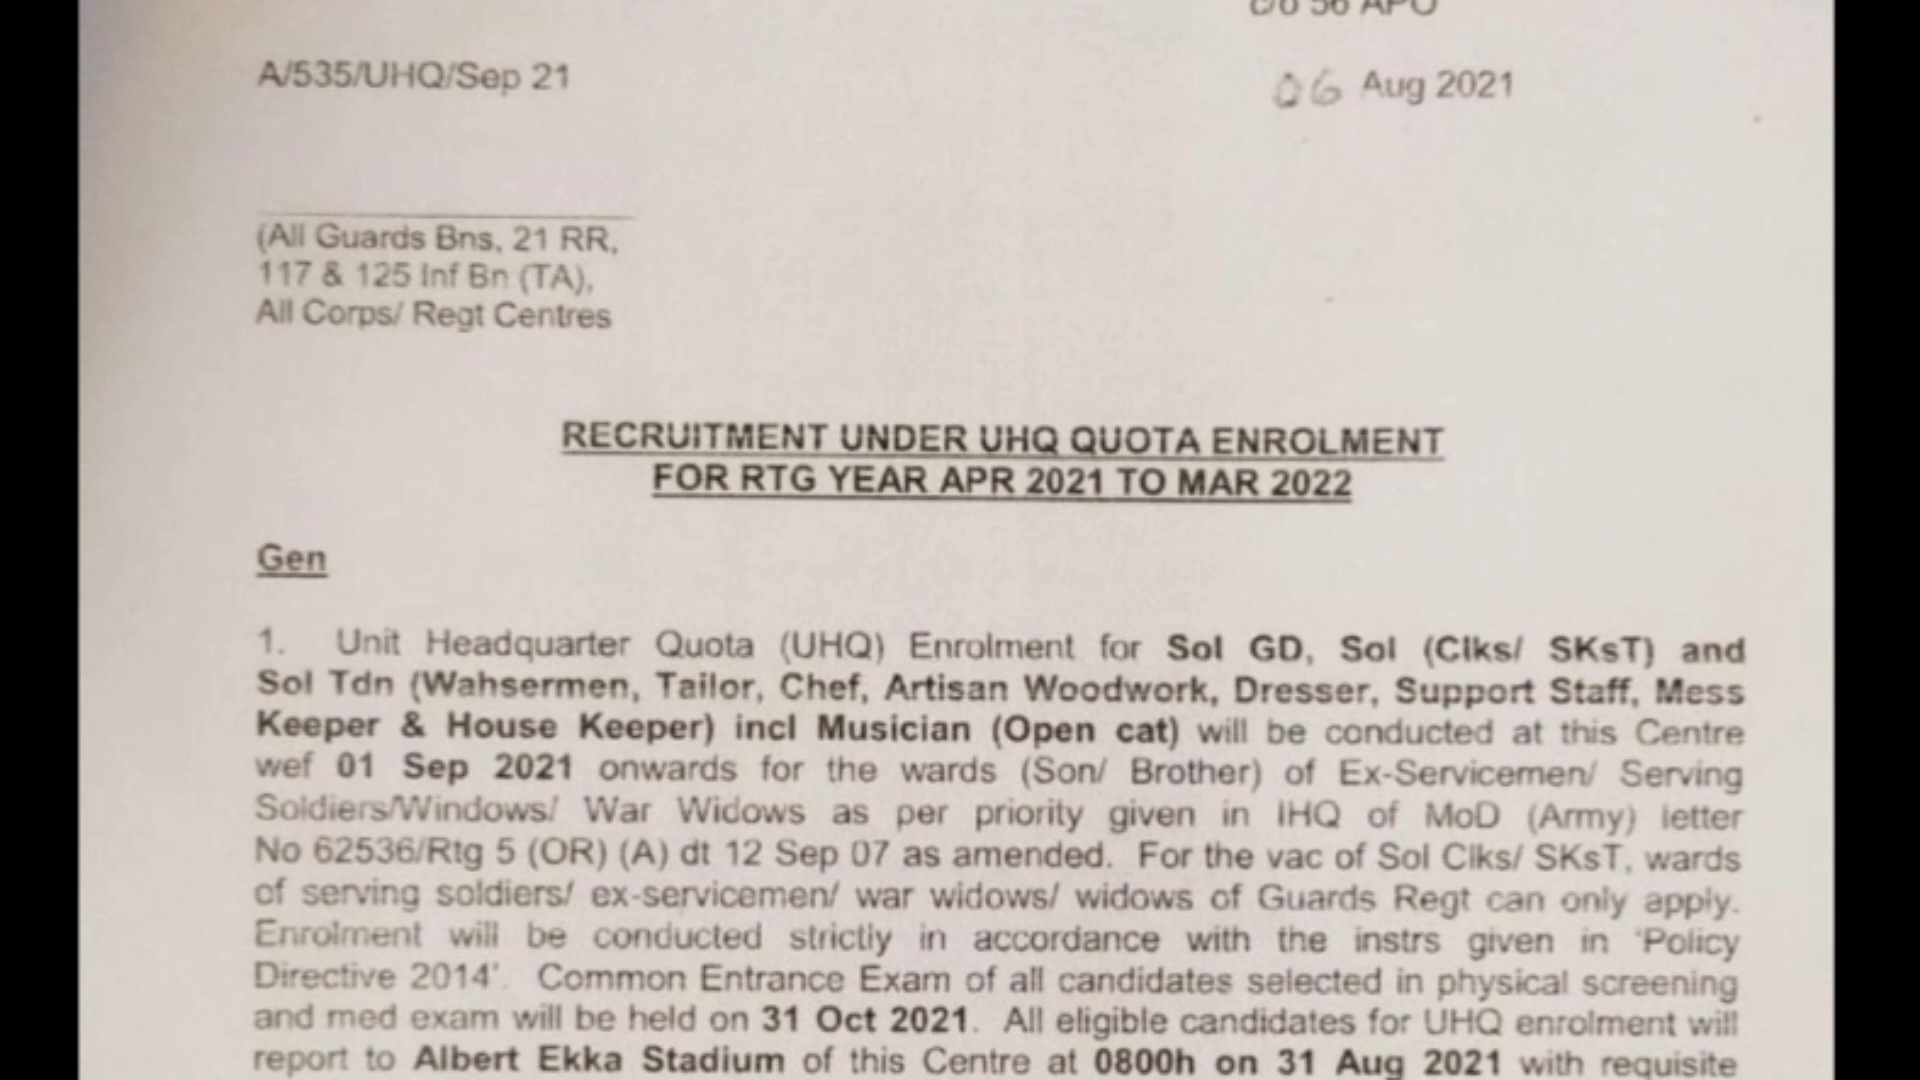 c/o 56 APO
A/535/UHQ/Sep 21
06 Aug 2021
(All Guards Bns, 21 RR,
117 & 125 Inf Bn (TA),
All Corps/ Regt Centres
RECRUITMENT UNDER UHQ QUOTA ENROLMENT
FOR RTG YEAR APR 2021 TO MAR 2022
Gen
1. Unit Headquarter Quota (UHQ) Enrolment for Sol GD, Sol (Clks/ SKsT) and
Sol Tdn (Wahsermen, Tailor, Chef, Artisan Woodwork, Dresser, Support Staff, Mess
Keeper & House Keeper) incl Musician (Open cat) will be conducted at this Centre
wef 01 Sep 2021 onwards for the wards (Son/ Brother) of Ex-Servicemen/ Serving
Soldiers/Windows/ War Widows as per priority given in IHQ of MoD (Army) letter
No 62536/Rtg 5 (OR) (A) dt 12 Sep 07 as amended. For the vac of Sol Clks/ SKsT, wards
of serving soldiers/ ex-servicemen/ war widows/ widows of Guards Regt can only apply.
Enrolment will be conducted strictly in accordance with the instrs given in 'Policy
Directive 2014'. Common Entrance Exam of all candidates selected in physical screening
and med exam will be held on 31 Oct 2021. All eligible candidates for UHQ enrolment will
report to Albert Ekka Stadium of this Centre at 0800h on 31 Aug 2021 with requisite